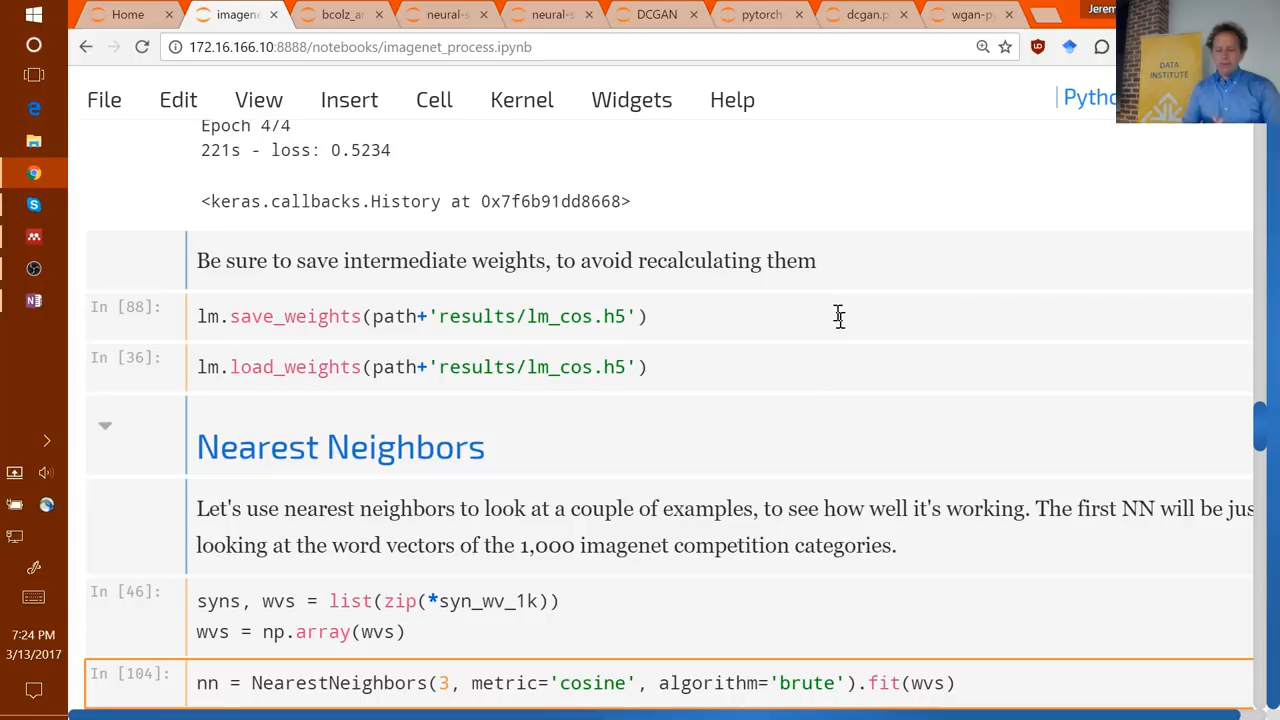 Home
imagen
bcolz_a
neural-s
neural-s
DCGAN
pytorch
dcgan.p
wgan-p
Jerem
172.16.166.10:8888/notebooks/imagenet_process.ipynb
File Edit View Insert Cell Kernel Widgets Help
Pytho
DATA
INSTITUTE
Epoch 4/4
221s - loss: 0.5234
<keras.callbacks.History at 0x7f6b91dd8668>
Be sure to save intermediate weights, to avoid recalculating them
In [88]:
lm.save_weights(path+'results/lm_cos.h5')
In [36]:
lm.load_weights(path+'results/lm_cos.h5')
Nearest Neighbors
Let's use nearest neighbors to look at a couple of examples, to see how well it's working. The first NN will be jus
looking at the word vectors of the 1,000 imagenet competition categories.
In [46]:
syns, wvs = list(zip(*syn_wv_1k))
wvs = np.array(wvs)
In [104]:
nn = NearestNeighbors(3, metric='cosine', algorithm='brute').fit(wvs)
7:24 PM
3/13/2017